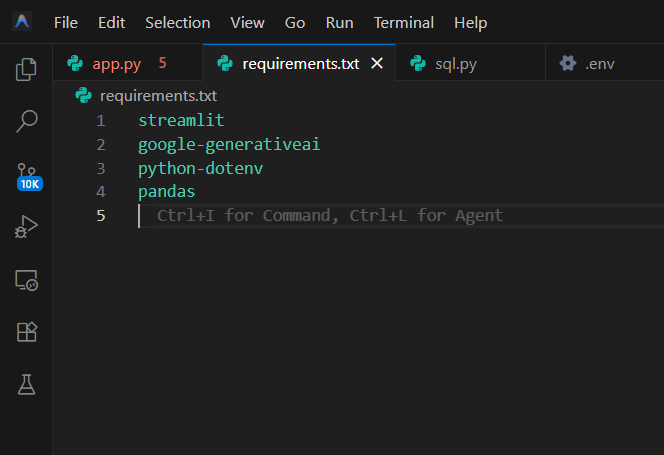 File Edit Selection View Go Run Terminal Help
app.py 5 requirements.txt sql.py .env
requirements.txt
1 streamlit
2 google-generativeai
3 python-dotenv
4 pandas
5 Ctrl+I for Command, Ctrl+L for Agent
10K